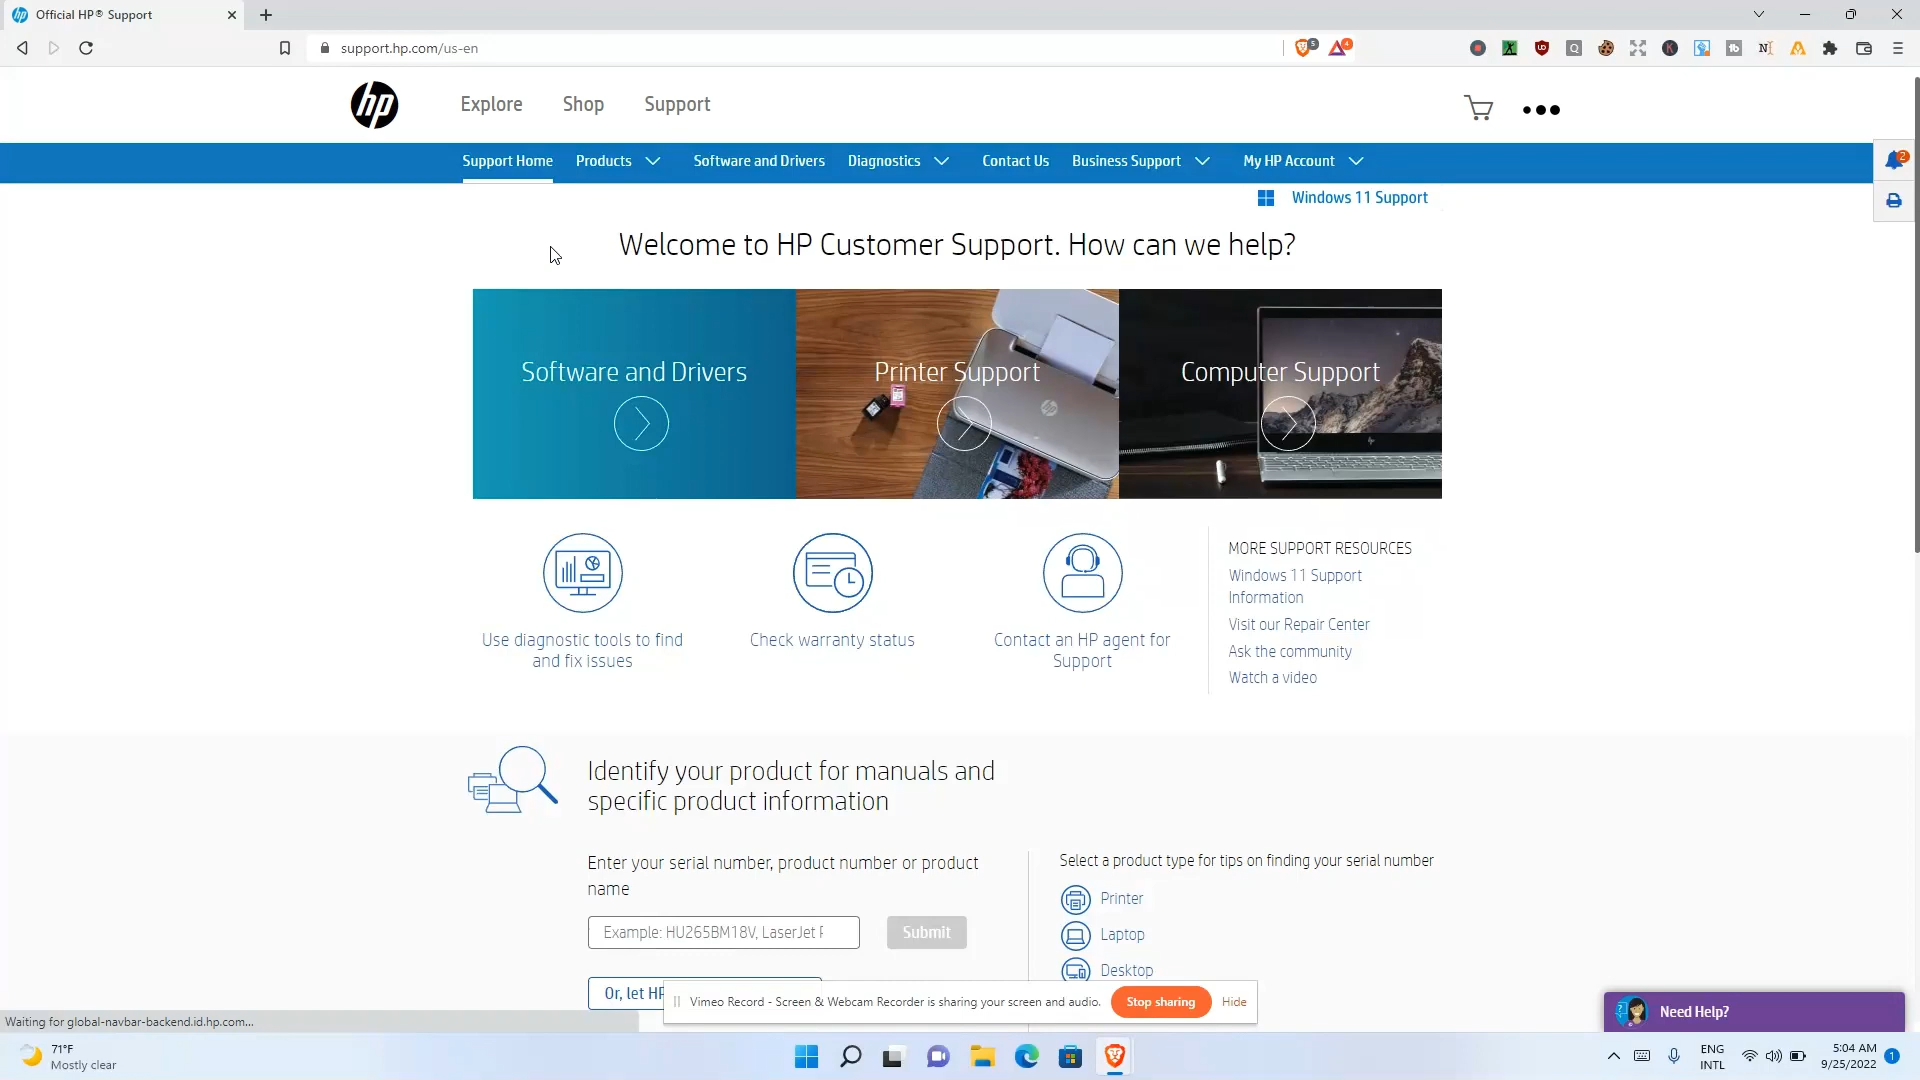 Official HP® Support
support.hp.com/us-en
5
4
hp
Explore
Shop
Support
Support Home
Products
Software and Drivers
Diagnostics
Contact Us
Business Support
My HP Account
2
Windows 11 Support
Welcome to HP Customer Support. How can we help?
Software and Drivers
Printer Support
Computer Support
Use diagnostic tools to find
and fix issues
Check warranty status
Contact an HP agent for
Support
MORE SUPPORT RESOURCES
Windows 11 Support
Information
Visit our Repair Center
Ask the community
Watch a video
Identify your product for manuals and
specific product information
Enter your serial number, product number or product
name
Example: HU265BM18V, LaserJet
Submit
Or, let HP
Select a product type for tips on finding your serial number
Printer
Laptop
Desktop
Vimeo Record - Screen & Webcam Recorder is sharing your screen and audio.
Stop sharing
Hide
Need Help?
Waiting for global-navbar-backend.id.hp.com...
71°F
Mostly clear
ENG
INTL
5:04 AM
9/25/2022
1